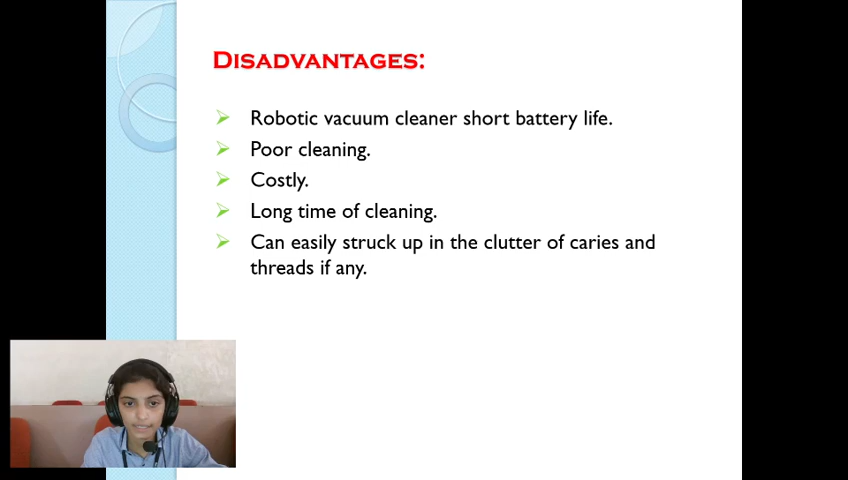 DISADVANTAGES:
Robotic vacuum cleaner short battery life.
Poor cleaning.
Costly.
Long time of cleaning.
Can easily struck up in the clutter of caries and
threads if any.